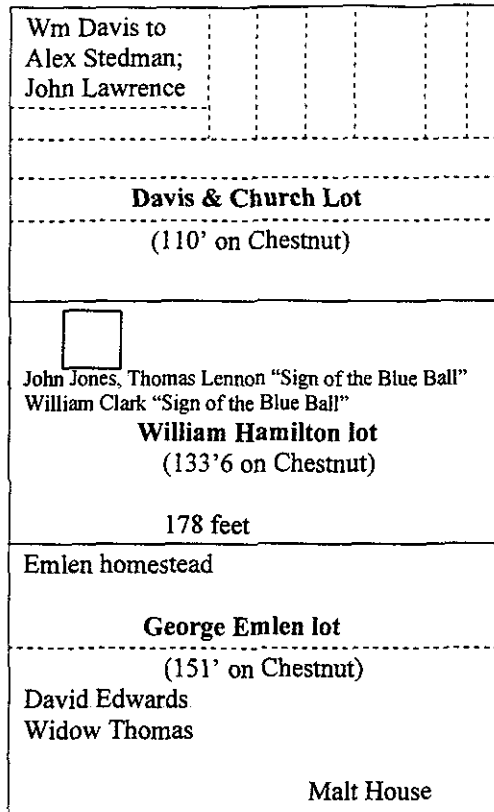 Wm Davis to
Alex Stedman;
John Lawrence
Davis & Church Lot
(110’ on Chestnut)
John Jones, Thomas Lennon “Sign of the Blue Ball”
William Clark “Sign of the Blue Ball”
William Hamilton lot
(133’6 on Chestnut)
178 feet
Emlen homestead
George Emlen lot
(151’ on Chestnut)
David Edwards
Widow Thomas
Malt House